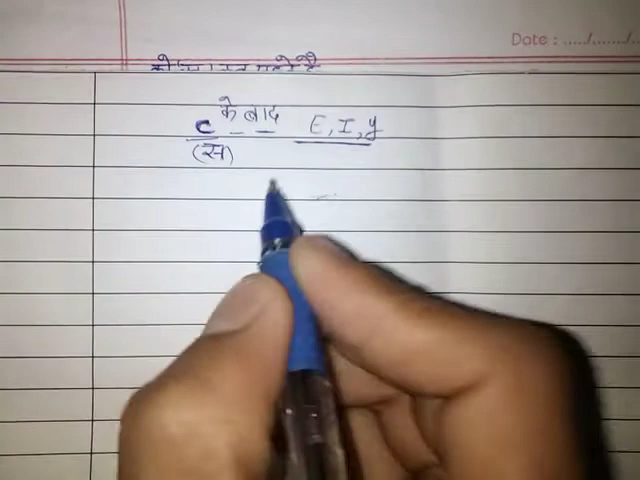 Date : ...../......./.....
c के बाद E, I, y
(स)